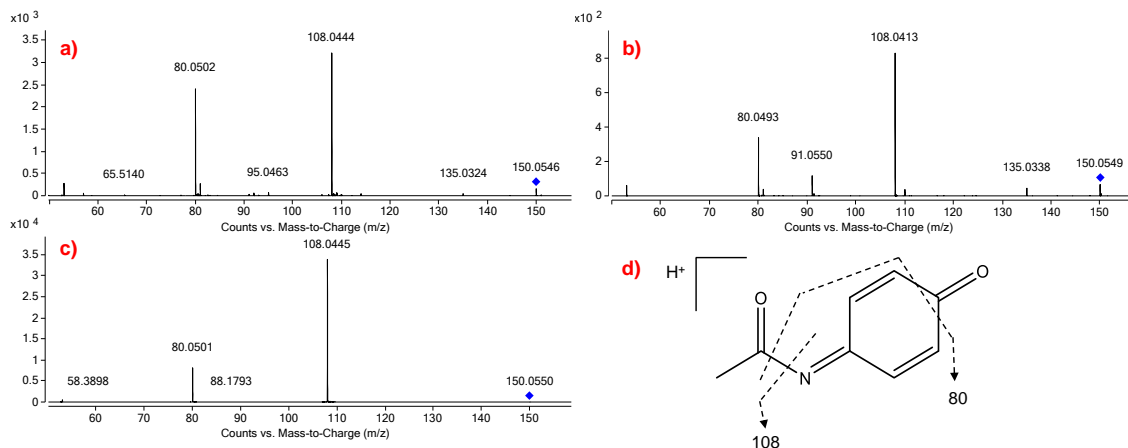 x10 3
a)
3.5
3
2.5
2
1.5
1
0.5
0
80.0502
65.5140
95.0463
108.0444
135.0324
150.0546
60 70 80 90 100 110 120 130 140 150
Counts vs. Mass-to-Charge (m/z)
x10 2
b)
8
6
4
2
0
80.0493
91.0550
108.0413
135.0338
150.0549
60 70 80 90 100 110 120 130 140 150
Counts vs. Mass-to-Charge (m/z)
x10 4
c)
3.5
3
2.5
2
1.5
1
0.5
0
58.3898
80.0501
88.1793
108.0445
150.0550
60 70 80 90 100 110 120 130 140 150
Counts vs. Mass-to-Charge (m/z)
d)
H+
O
O
N
80
108